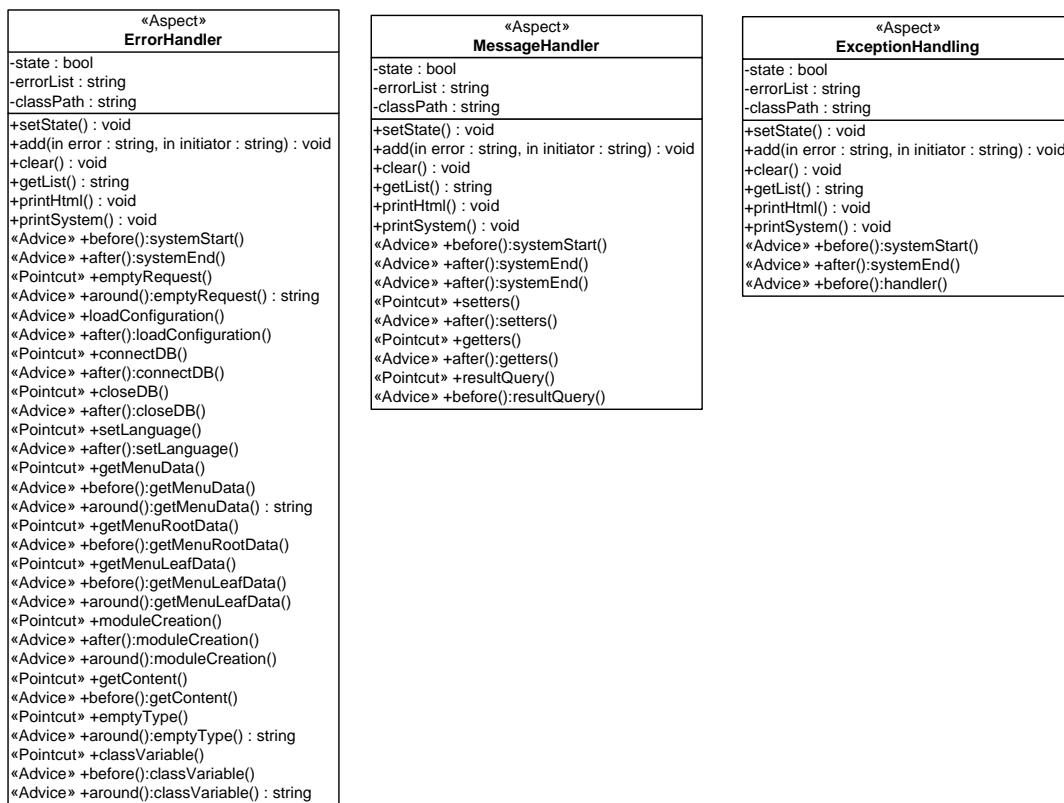 «Aspect»
ErrorHandler
-state : bool
-errorList : string
-classPath : string
+setState() : void
+add(in error : string, in initiator : string) : void
+clear() : void
+getList() : string
+printHtml() : void
+printSystem() : void
«Advice» +before():systemStart()
«Advice» +after():systemEnd()
«Pointcut» +emptyRequest()
«Advice» +around():emptyRequest() : string
«Advice» +loadConfiguration()
«Advice» +after():loadConfiguration()
«Pointcut» +connectDB()
«Advice» +after():connectDB()
«Pointcut» +closeDB()
«Advice» +after():closeDB()
«Pointcut» +setLanguage()
«Advice» +after():setLanguage()
«Pointcut» +getMenuData()
«Advice» +before():getMenuData()
«Advice» +around():getMenuData() : string
«Pointcut» +getMenuRootData()
«Advice» +before():getMenuRootData()
«Pointcut» +getMenuLeafData()
«Advice» +before():getMenuLeafData()
«Advice» +around():getMenuLeafData()
«Pointcut» +moduleCreation()
«Advice» +after():moduleCreation()
«Advice» +around():moduleCreation()
«Pointcut» +getContent()
«Advice» +before():getContent()
«Pointcut» +emptyType()
«Advice» +around():emptyType() : string
«Pointcut» +classVariable()
«Advice» +before():classVariable()
«Advice» +around():classVariable() : string
«Aspect»
MessageHandler
-state : bool
-errorList : string
-classPath : string
+setState() : void
+add(in error : string, in initiator : string) : void
+clear() : void
+getList() : string
+printHtml() : void
+printSystem() : void
«Advice» +before():systemStart()
«Advice» +after():systemEnd()
«Advice» +after():systemEnd()
«Pointcut» +setters()
«Advice» +after():setters()
«Pointcut» +getters()
«Advice» +after():getters()
«Pointcut» +resultQuery()
«Advice» +before():resultQuery()
«Aspect»
ExceptionHandling
-state : bool
-errorList : string
-classPath : string
+setState() : void
+add(in error : string, in initiator : string) : void
+clear() : void
+getList() : string
+printHtml() : void
+printSystem() : void
«Advice» +before():systemStart()
«Advice» +after():systemEnd()
«Advice» +before():handler()